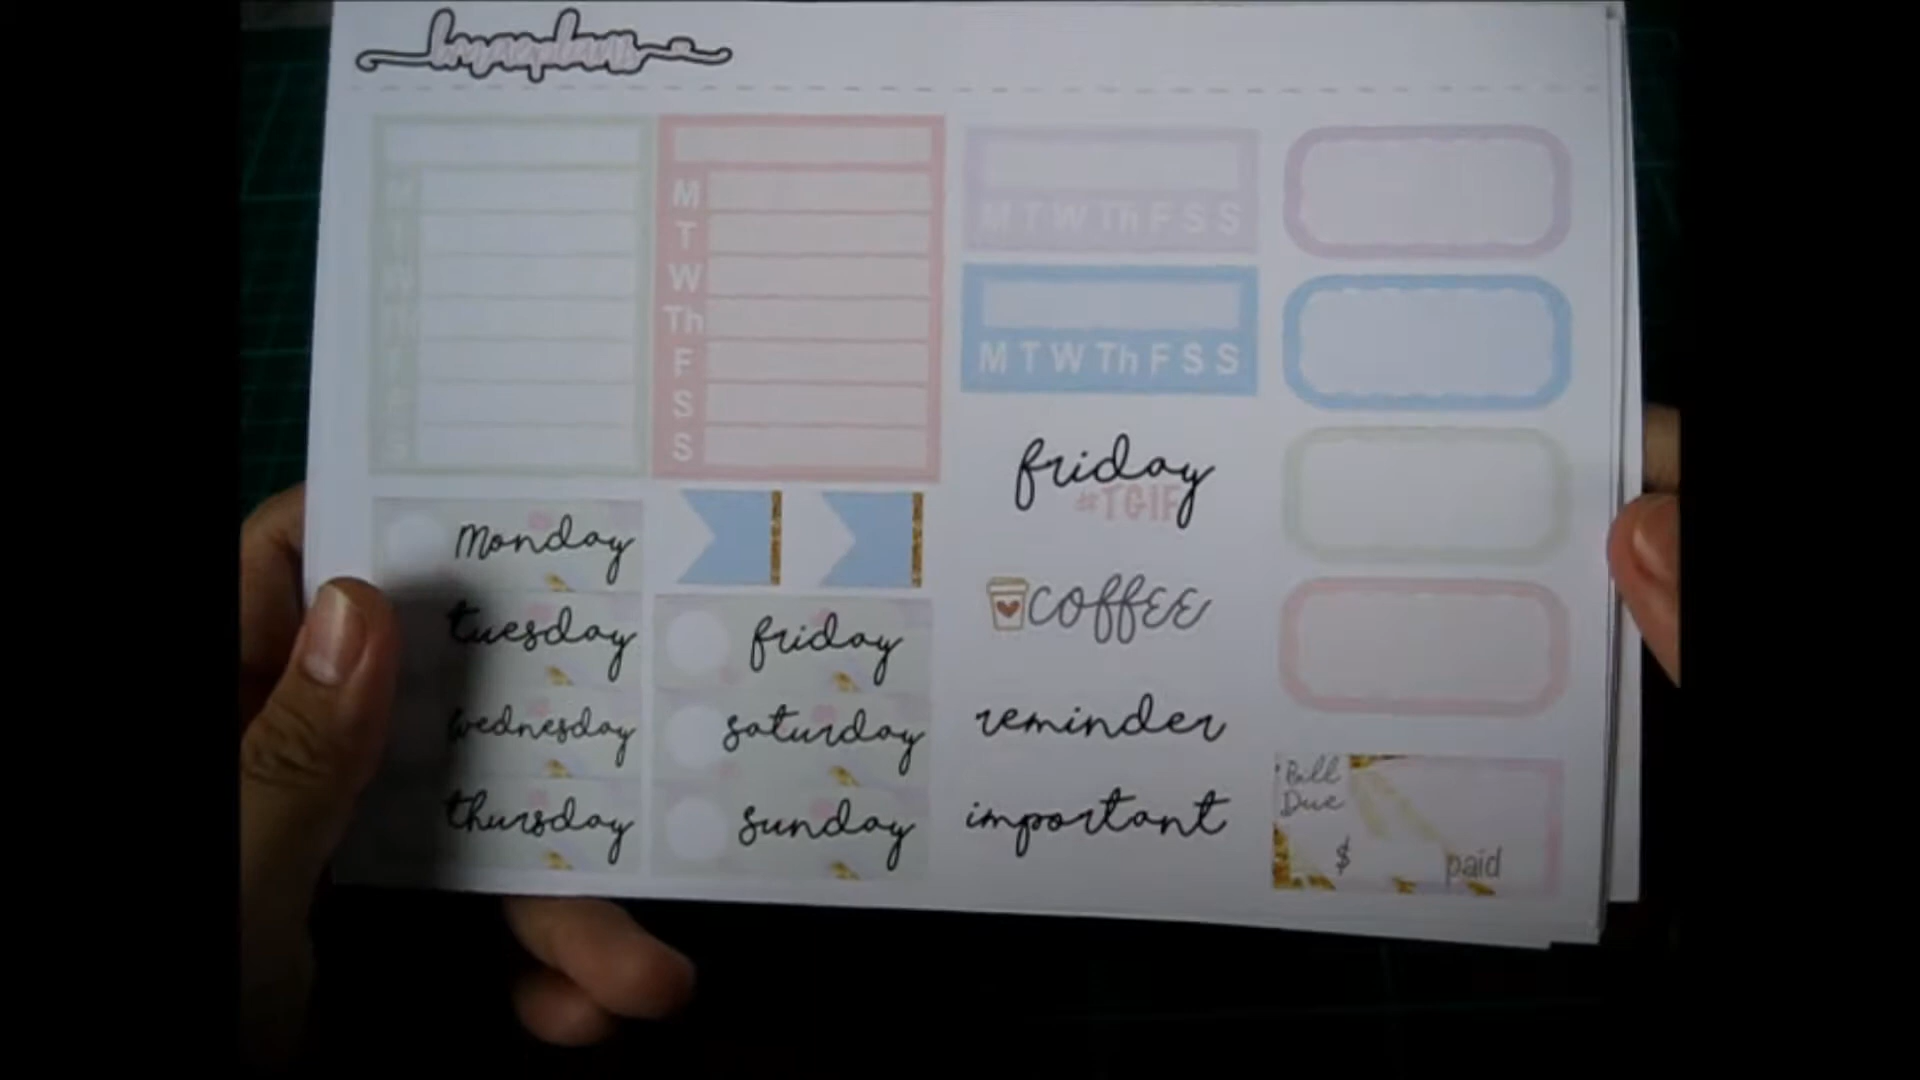 M
T
W
Th
F
S
S
M T W Th F S S
M T W Th F S S
friday
#TGIF
coffee
reminder
important
monday
tuesday
wednesday
thursday
friday
saturday
sunday
Bill
Due
$
paid